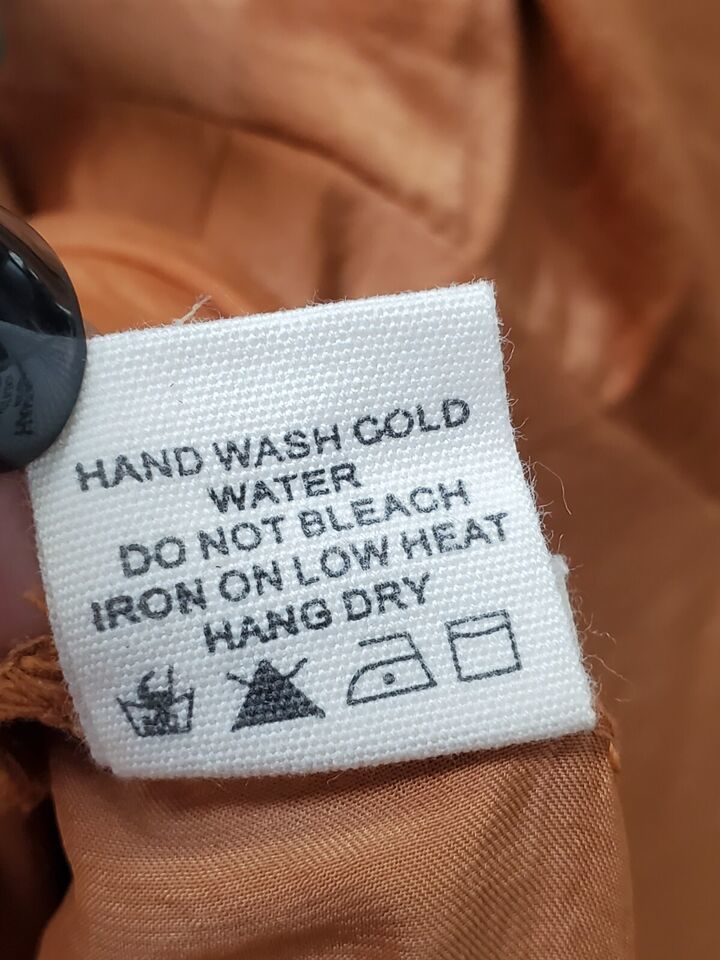 HAND WASH COLD
WATER
DO NOT BLEACH
IRON ON LOW HEAT
HANG DRY